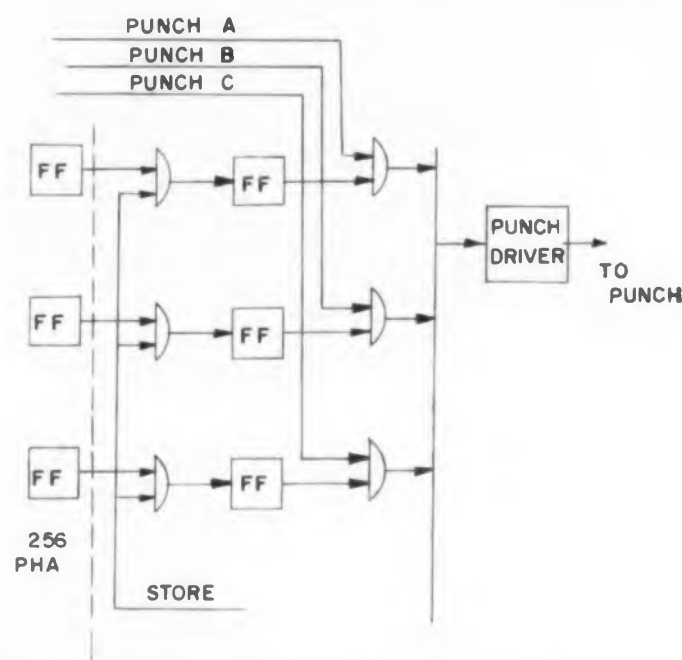 PUNCH A
PUNCH B
PUNCH C
FF
FF
PUNCH
DRIVER
TO
PUNCH
FF
FF
FF
FF
256
PHA
STORE